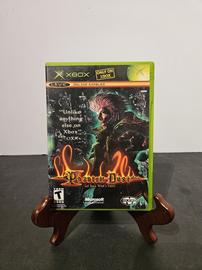 XBOX
ONLY ON
XBOX
LIVE
"Unlike
anything
else on
Xbox"
Phantom Dust
T
Microsoft